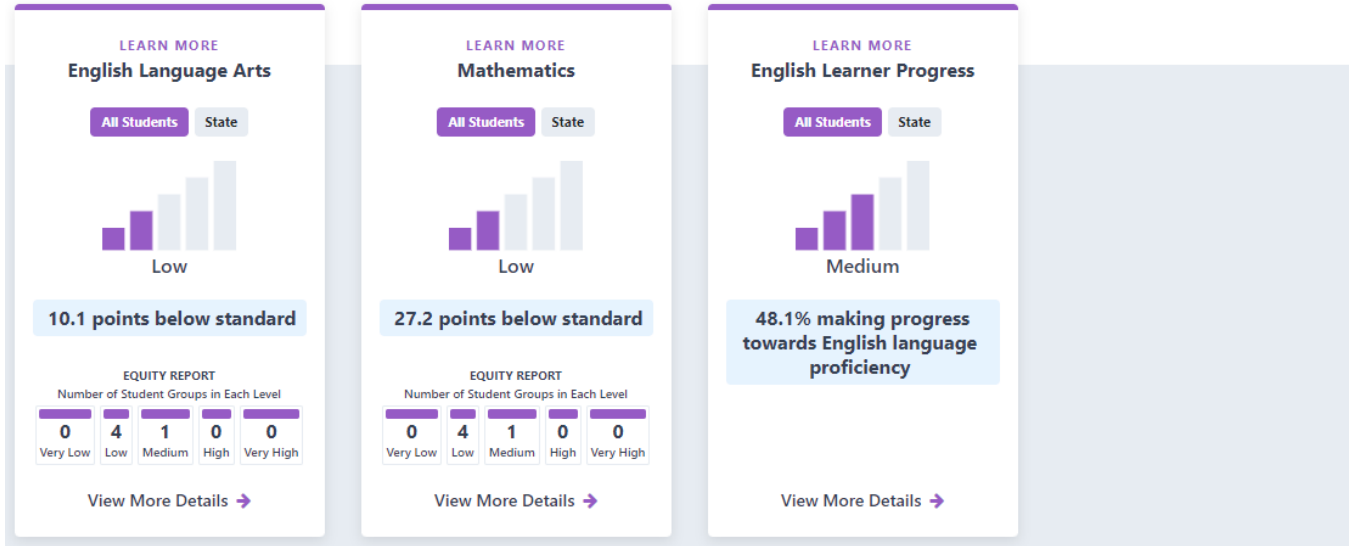 LEARN MORE
English Language Arts
All Students State
Low
10.1 points below standard
EQUITY REPORT
Number of Student Groups in Each Level
0 4 1 0 0
Very Low Low Medium High Very High
View More Details
LEARN MORE
Mathematics
All Students State
Low
27.2 points below standard
EQUITY REPORT
Number of Student Groups in Each Level
0 4 1 0 0
Very Low Low Medium High Very High
View More Details
LEARN MORE
English Learner Progress
All Students State
Medium
48.1% making progress
towards English language
proficiency
View More Details